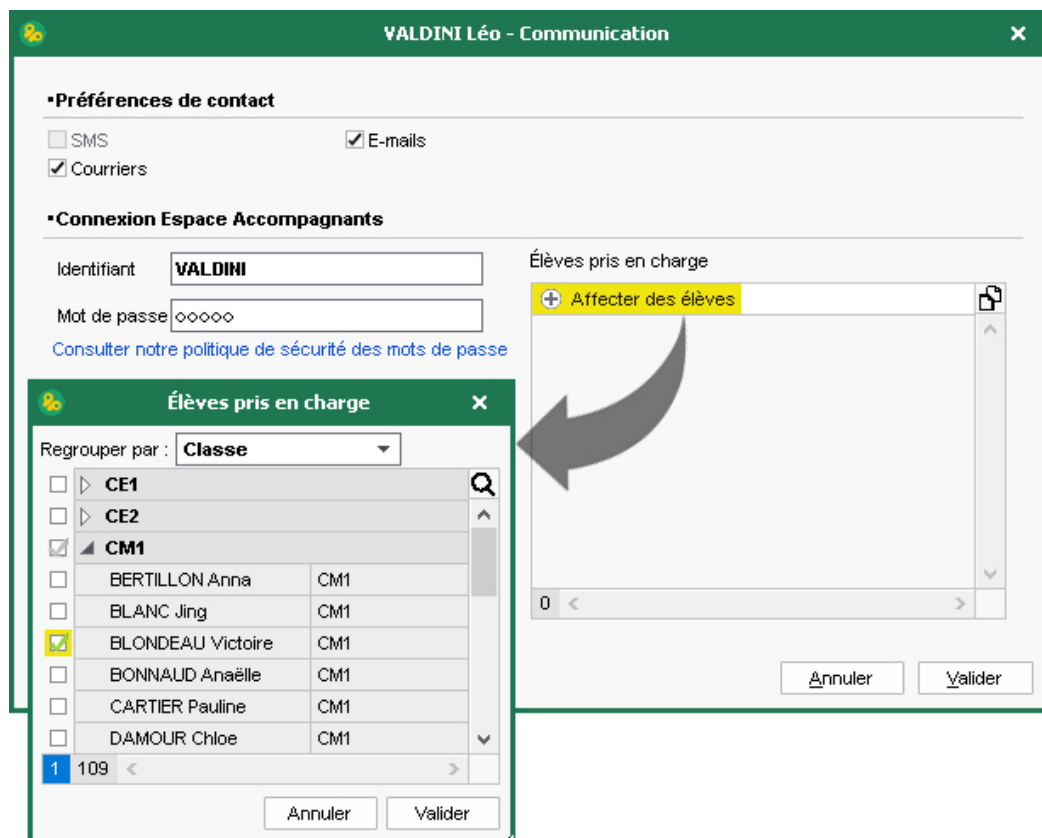 VALDINI Léo - Communication
Préférences de contact
SMS
E-mails
Courriers
Connexion Espace Accompagnants
Identifiant VALDINI
Mot de passe ooooo
Consulter notre politique de sécurité des mots de passe
Élèves pris en charge
Affecter des élèves
0
Annuler Valider
Élèves pris en charge
Regrouper par : Classe
CE1
CE2
CM1
BERTILLON Anna CM1
BLANC Jing CM1
BLONDEAU Victoire CM1
BONNAUD Anaëlle CM1
CARTIER Pauline CM1
DAMOUR Chloe CM1
1 109
Annuler Valider